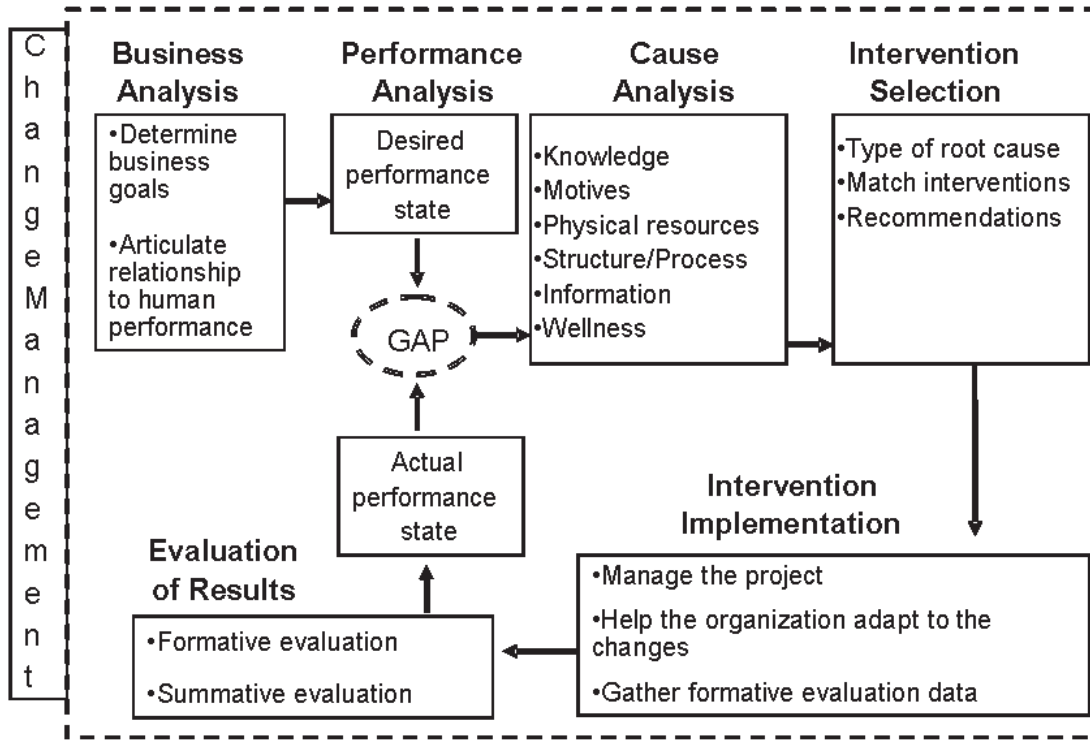 Change Management
Business
Analysis
•Determine
business
goals
•Articulate
relationship
to human
performance
Performance
Analysis
Desired
performance
state
GAP
Actual
performance
state
Cause
Analysis
•Knowledge
•Motives
•Physical resources
•Structure/Process
•Information
•Wellness
Intervention
Selection
•Type of root cause
•Match interventions
•Recommendations
Intervention
Implementation
•Manage the project
•Help the organization adapt to the
changes
•Gather formative evaluation data
Evaluation
of Results
•Formative evaluation
•Summative evaluation